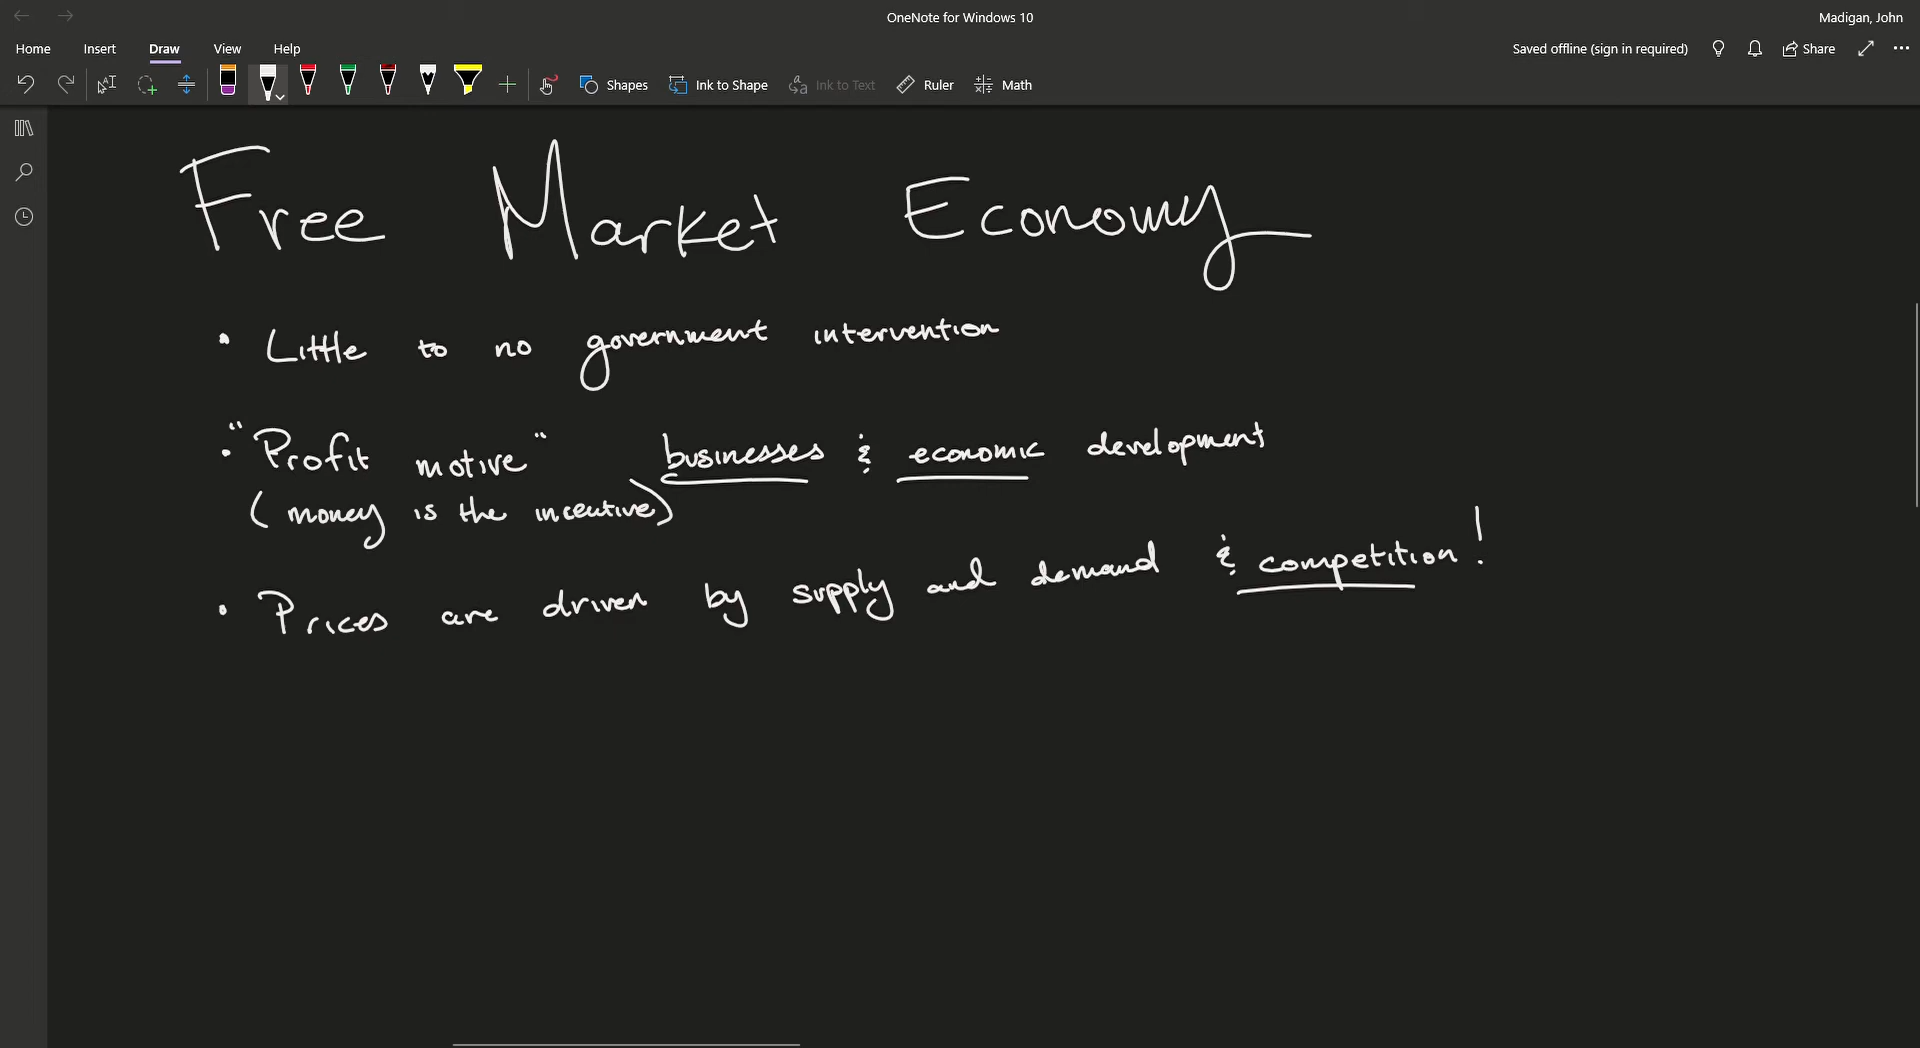 OneNote for Windows 10
Madigan, John
Home Insert Draw View Help
Saved offline (sign in required) Share
Shapes Ink to Shape Ink to Text Ruler Math
Free Market Economy
• Little to no government intervention
• "Profit motive" businesses & economic development
(money is the incentive)
• Prices are driven by supply and demand & competition!